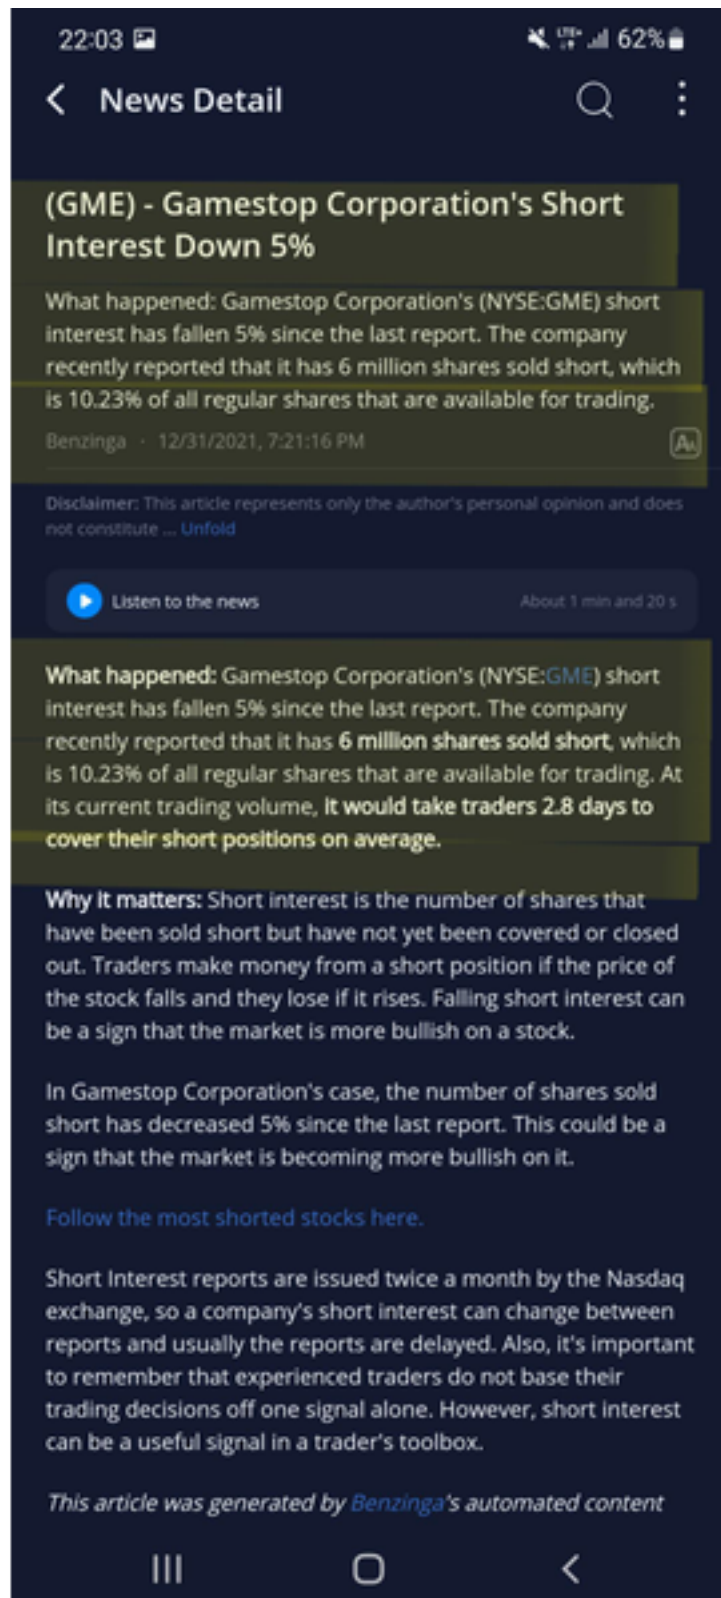 22:03 LTE+ 62%
News Detail
(GME) - Gamestop Corporation's Short
Interest Down 5%
What happened: Gamestop Corporation's (NYSE:GME) short
interest has fallen 5% since the last report. The company
recently reported that it has 6 million shares sold short, which
is 10.23% of all regular shares that are available for trading.
Benzinga · 12/31/2021, 7:21:16 PM AA
Disclaimer: This article represents only the author's personal opinion and does
not constitute ... Unfold
Listen to the news About 1 min and 20 s
What happened: Gamestop Corporation's (NYSE:GME) short
interest has fallen 5% since the last report. The company
recently reported that it has 6 million shares sold short, which
is 10.23% of all regular shares that are available for trading. At
its current trading volume, it would take traders 2.8 days to
cover their short positions on average.
Why it matters: Short interest is the number of shares that
have been sold short but have not yet been covered or closed
out. Traders make money from a short position if the price of
the stock falls and they lose if it rises. Falling short interest can
be a sign that the market is more bullish on a stock.
In Gamestop Corporation's case, the number of shares sold
short has decreased 5% since the last report. This could be a
sign that the market is becoming more bullish on it.
Follow the most shorted stocks here.
Short Interest reports are issued twice a month by the Nasdaq
exchange, so a company's short interest can change between
reports and usually the reports are delayed. Also, it's important
to remember that experienced traders do not base their
trading decisions off one signal alone. However, short interest
can be a useful signal in a trader's toolbox.
This article was generated by Benzinga's automated content